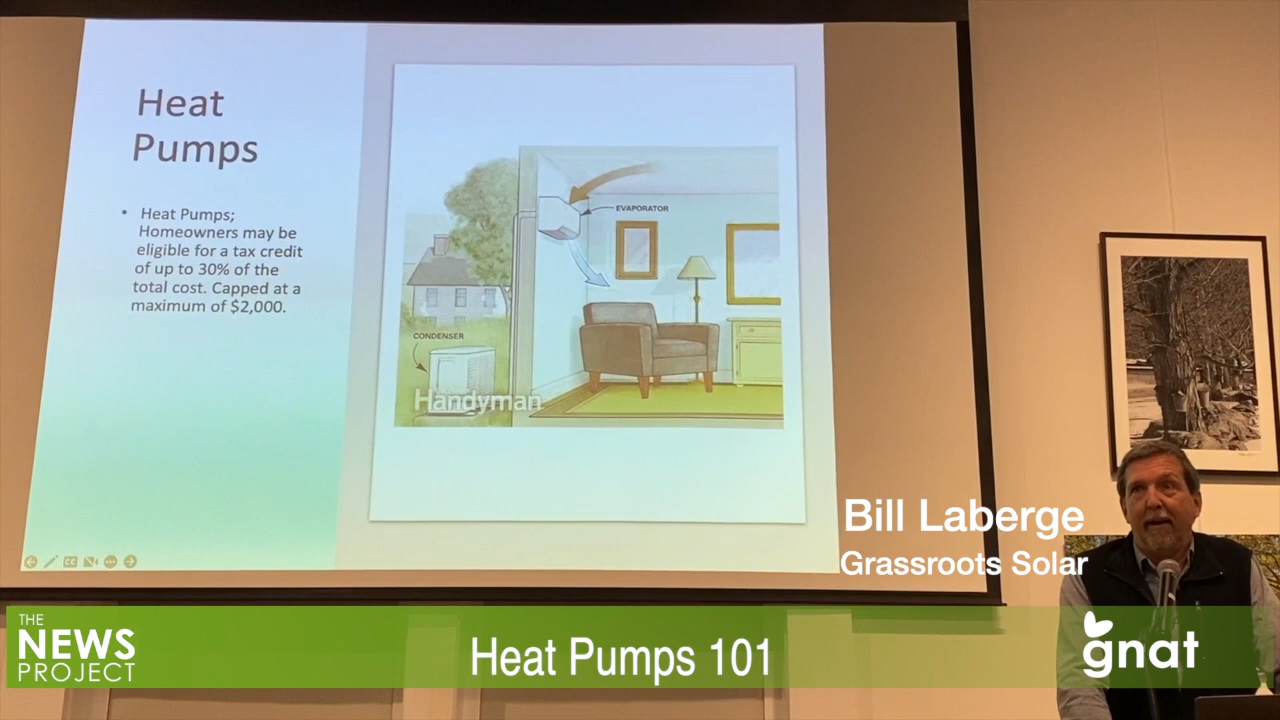 Heat
Pumps
• Heat Pumps;
Homeowners may be
eligible for a tax credit
of up to 30% of the
total cost. Capped at a
maximum of $2,000.
EVAPORATOR
CONDENSER
Handyman
CC
Bill Laberge
Grassroots Solar
THE
NEWS
PROJECT
Heat Pumps 101
gnat